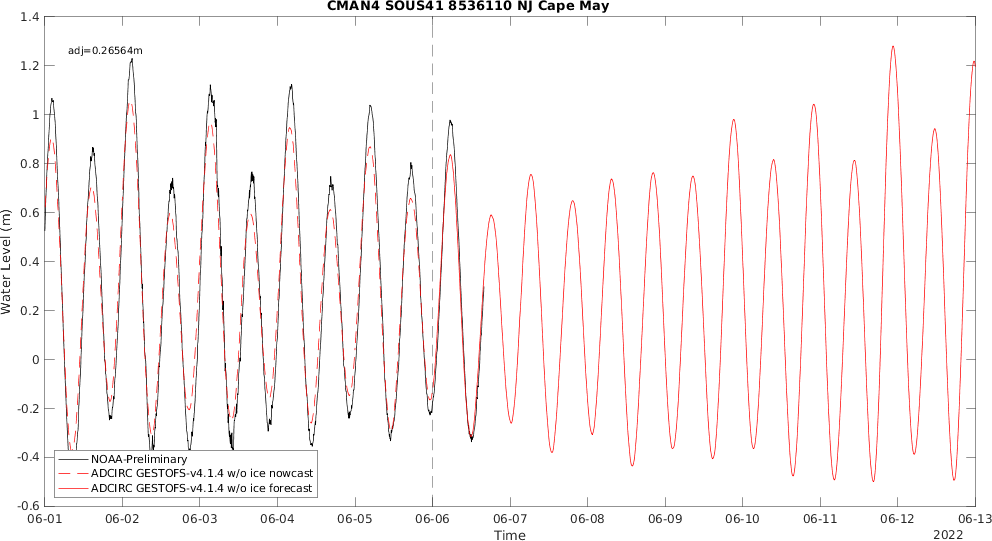 CMAN4 SOUS41 8536110 NJ Cape May
adj=0.26564m
Water Level (m)
1.4
1.2
1
0.8
0.6
0.4
0.2
0
-0.2
-0.4
-0.6
NOAA-Preliminary
ADCIRC GESTOFS-v4.1.4 w/o ice nowcast
ADCIRC GESTOFS-v4.1.4 w/o ice forecast
06-01 06-02 06-03 06-04 06-05 06-06 06-07 06-08 06-09 06-10 06-11 06-12 06-13
Time
2022